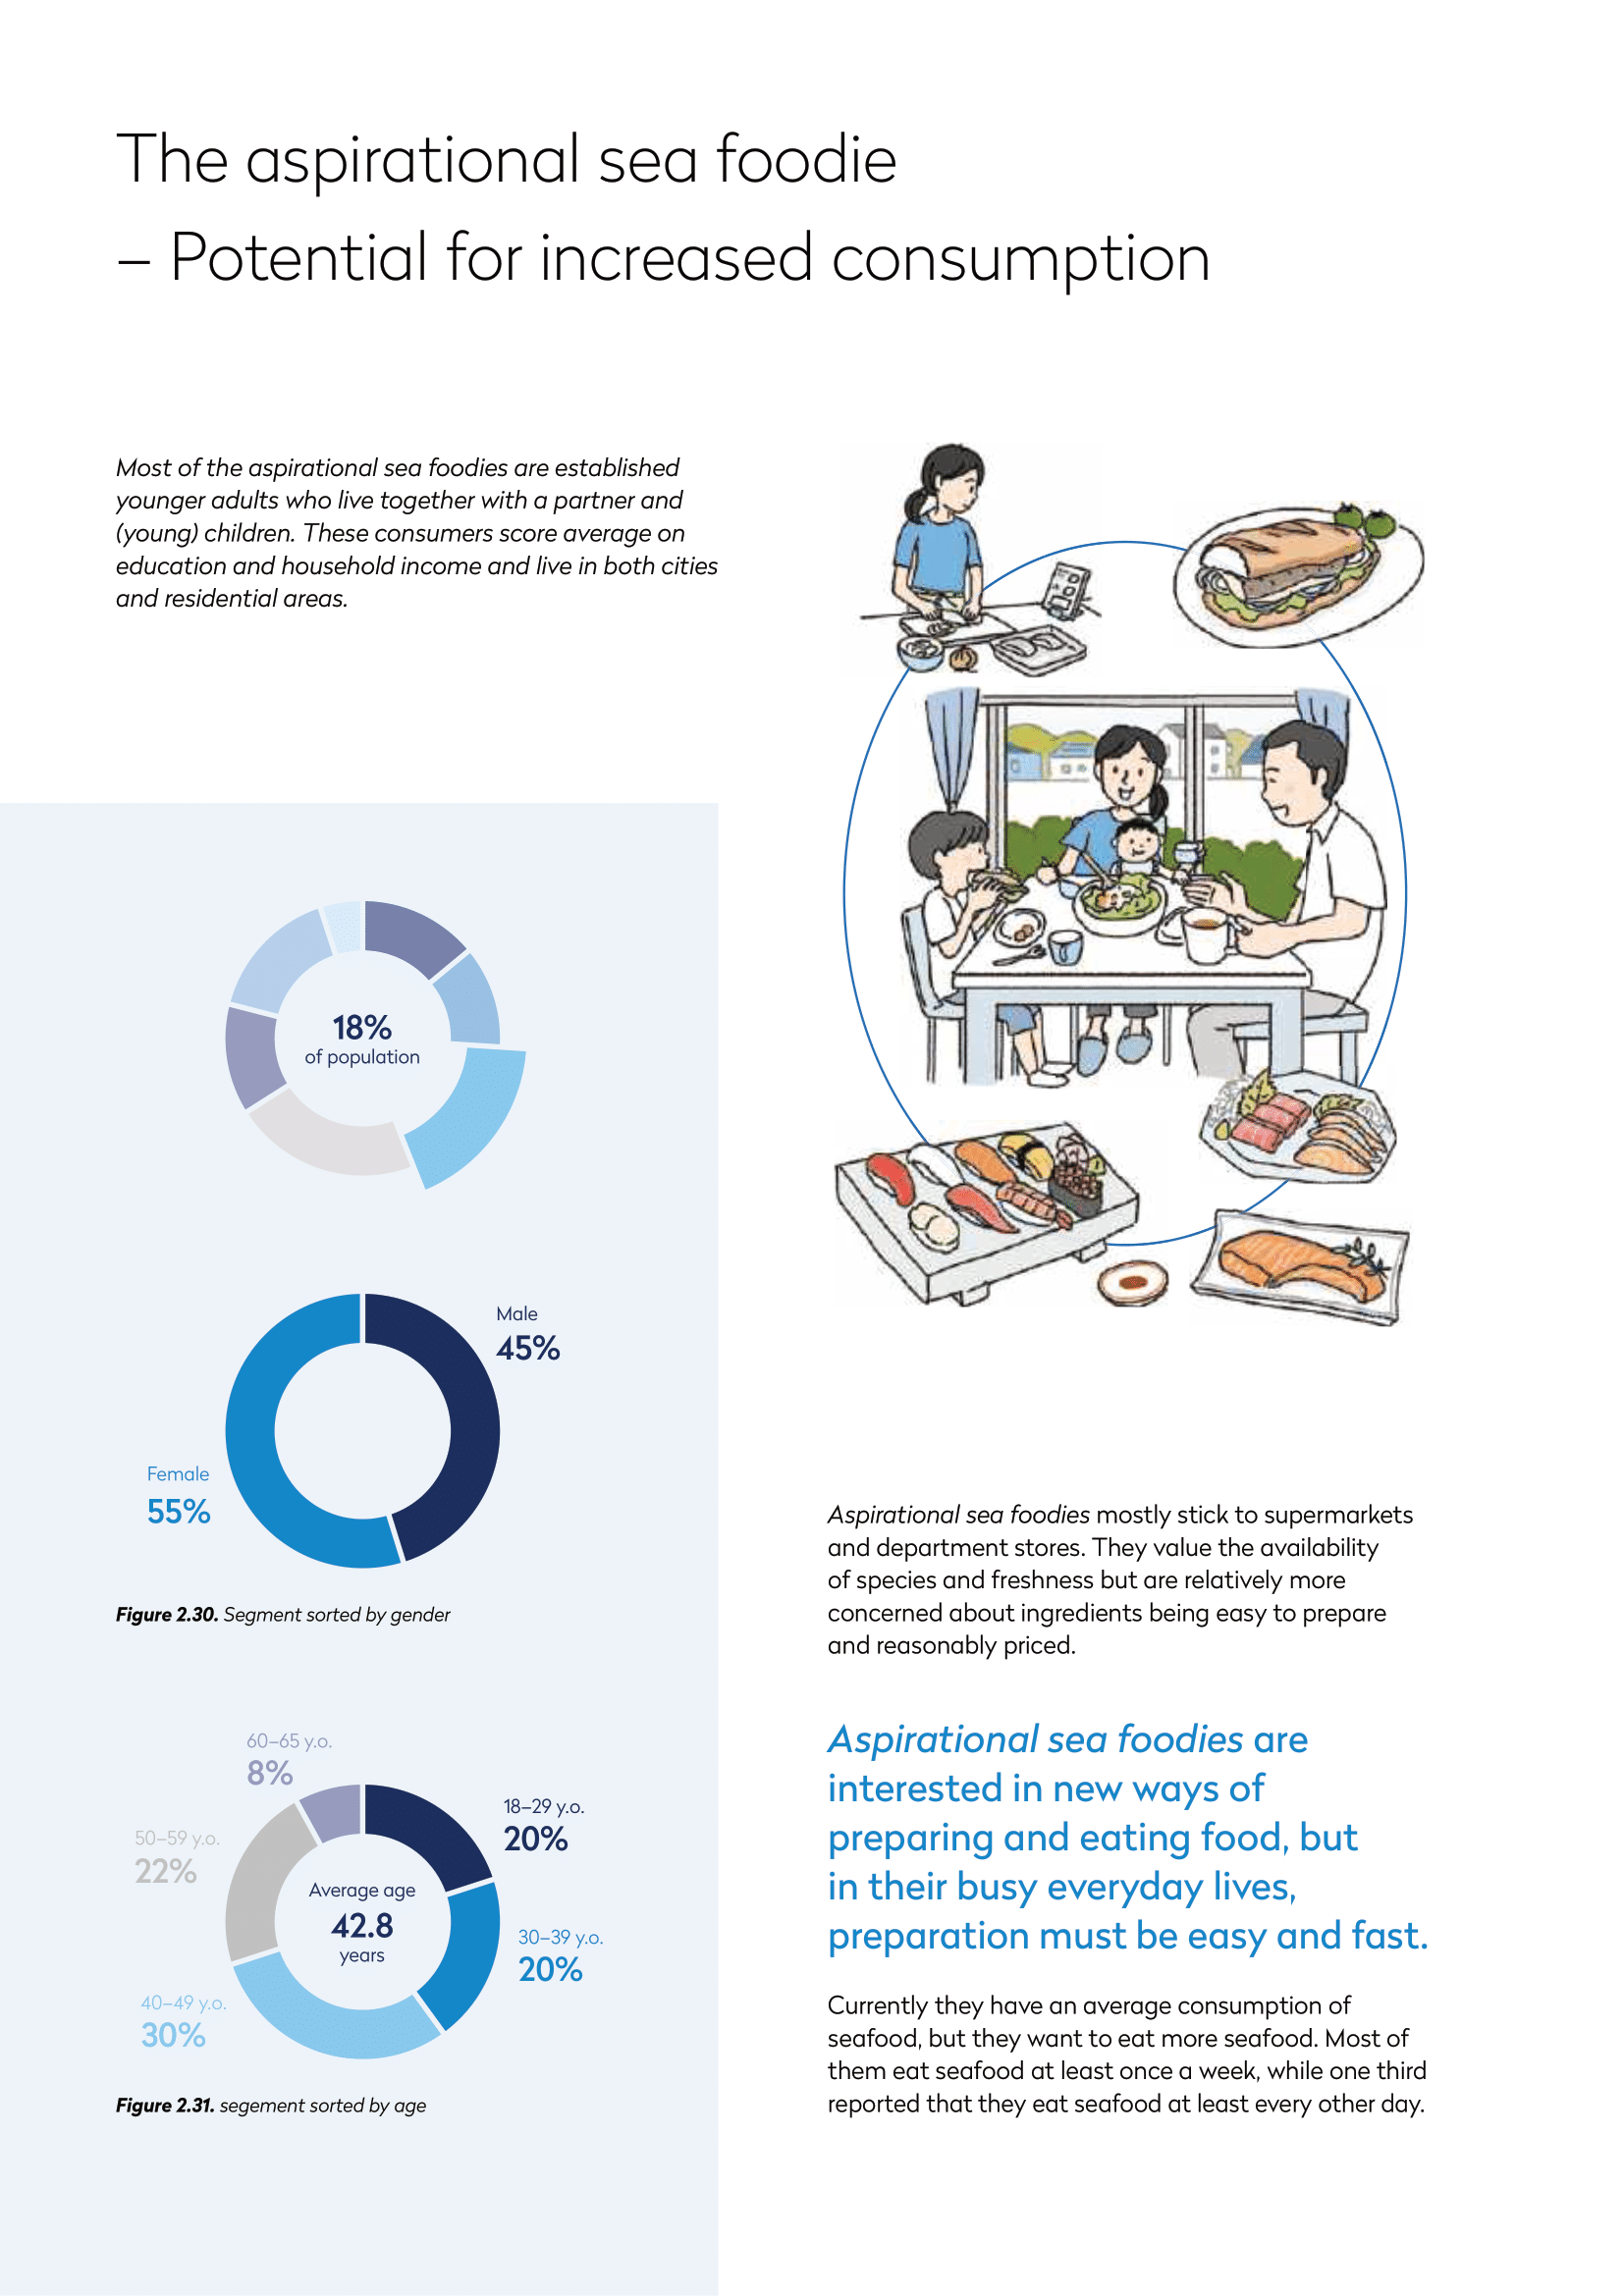 The aspirational sea foodie
– Potential for increased consumption
Most of the aspirational sea foodies are established
younger adults who live together with a partner and
(young) children. These consumers score average on
education and household income and live in both cities
and residential areas.
18%
of population
Male
45%
Female
55%
Figure 2.30. Segment sorted by gender
60–65 y.o.
8%
18–29 y.o.
20%
50–59 y.o.
22%
Average age
42.8
years
30–39 y.o.
20%
40–49 y.o.
30%
Figure 2.31. segement sorted by age
Aspirational sea foodies mostly stick to supermarkets
and department stores. They value the availability
of species and freshness but are relatively more
concerned about ingredients being easy to prepare
and reasonably priced.
Aspirational sea foodies are
interested in new ways of
preparing and eating food, but
in their busy everyday lives,
preparation must be easy and fast.
Currently they have an average consumption of
seafood, but they want to eat more seafood. Most of
them eat seafood at least once a week, while one third
reported that they eat seafood at least every other day.